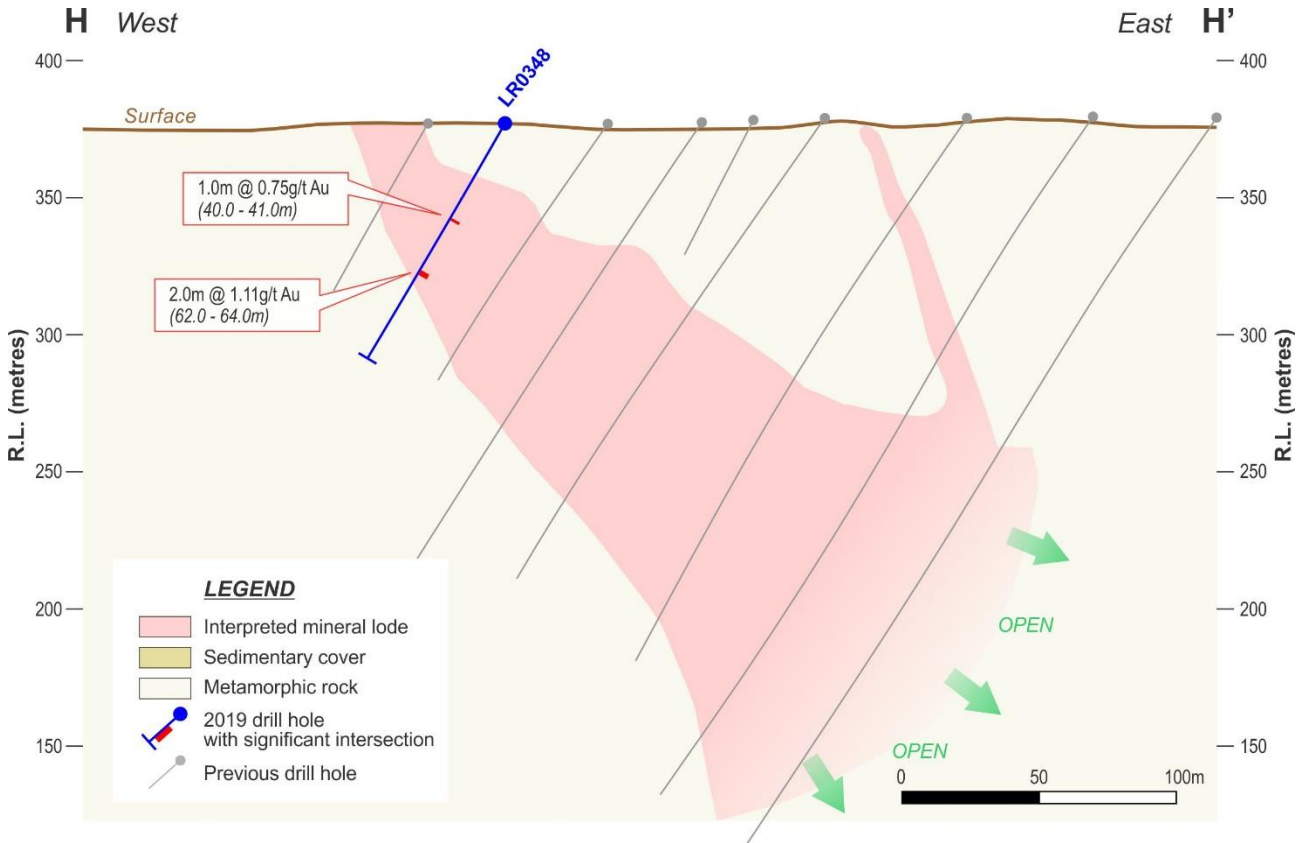 H West
East H’
400
400
LR0348
Surface
1.0m @ 0.75g/t Au
(40.0 - 41.0m)
350
350
2.0m @ 1.11g/t Au
(62.0 - 64.0m)
300
300
R.L. (metres)
R.L. (metres)
250
250
200
200
150
150
OPEN
OPEN
LEGEND
Interpreted mineral lode
Sedimentary cover
Metamorphic rock
2019 drill hole
with significant intersection
Previous drill hole
0 50 100m